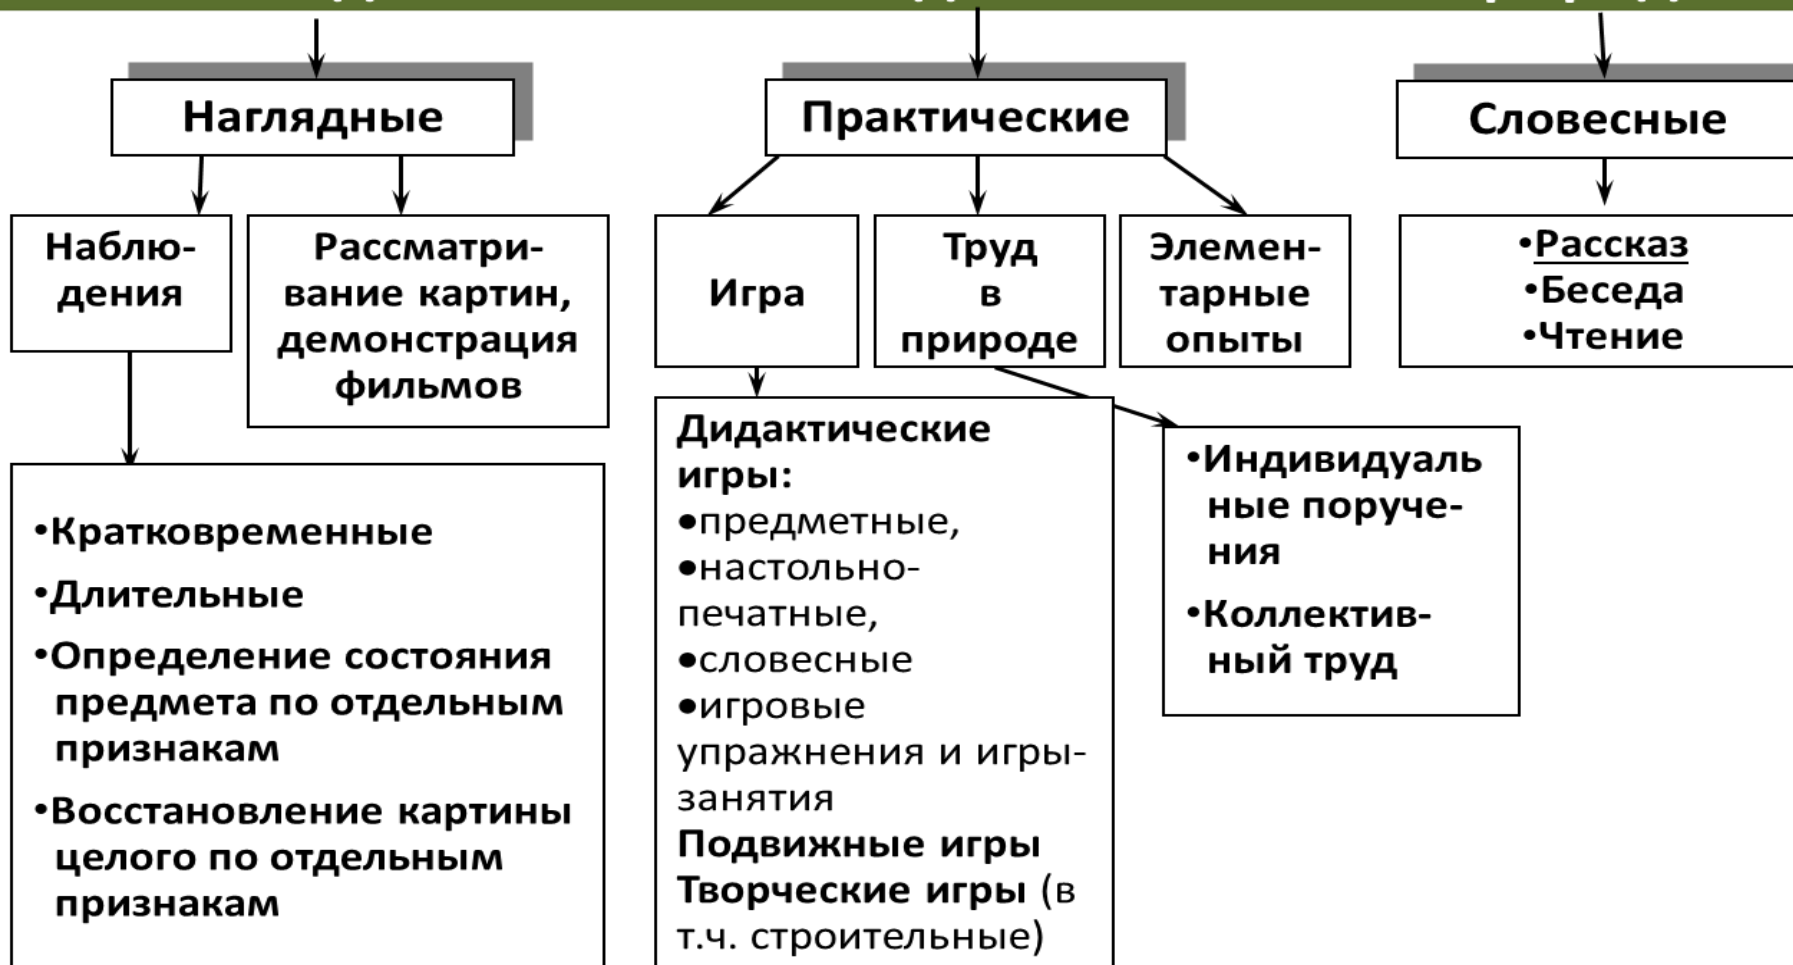 Наглядные
Практические
Словесные
Наблю-
дения
Рассматри-
вание картин,
демонстрация
фильмов
Игра
Труд
в
природе
Элемен-
тарные
опыты
•Рассказ
•Беседа
•Чтение
•Кратковременные
•Длительные
•Определение состояния
предмета по отдельным
признакам
•Восстановление картины
целого по отдельным
признакам
Дидактические
игры:
•предметные,
•настольно-
печатные,
•словесные
•игровые
упражнения и игры-
занятия
Подвижные игры
Творческие игры (в
т.ч. строительные)
•Индивидуаль
ные поруче-
ния
•Коллектив-
ный труд